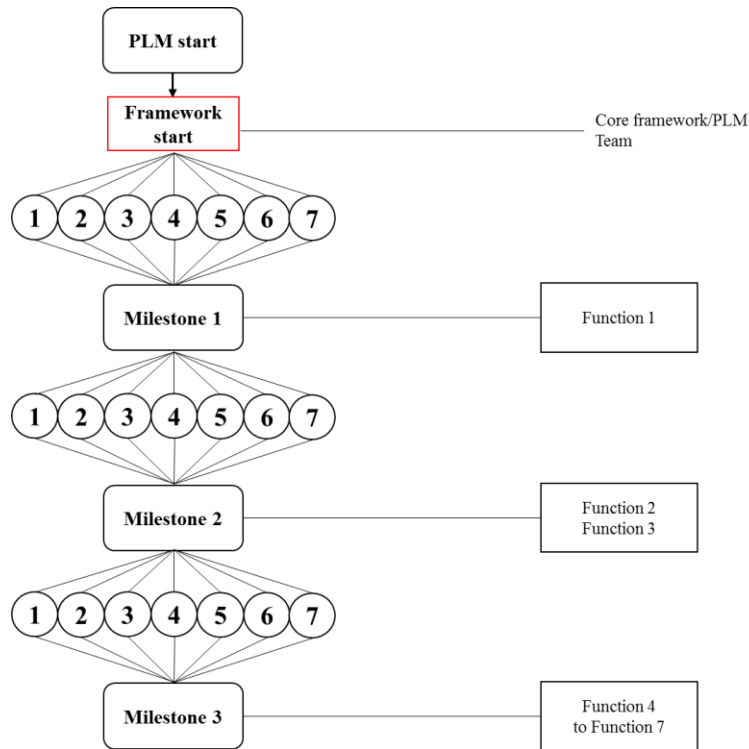 PLM start
Framework
start
Core framework/PLM
Team
1 2 3 4 5 6 7
Milestone 1
Function 1
1 2 3 4 5 6 7
Milestone 2
Function 2
Function 3
1 2 3 4 5 6 7
Milestone 3
Function 4
to Function 7